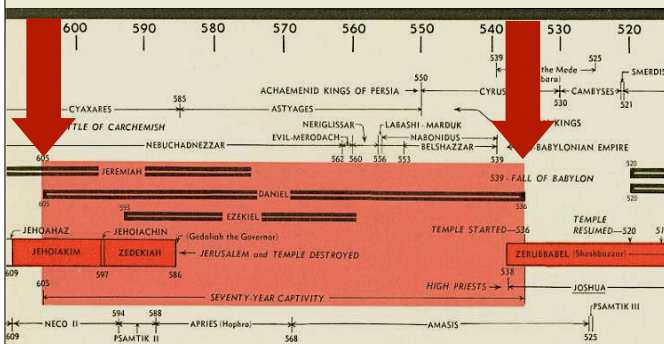 600 590 580 570 560 550 540 530 520
539 525
the Mede
550
ACHAEMENID KINGS OF PERSIA CYRUS CAMBYSES SMERDIS
585 530 521
CYAXARES ASTYAGES KINGS
TTLE OF CARCHEMISH NERIGLISSAR LABASHI-MARDUK
EVIL-MERODACH NABONIDUS
NEBUCHADNEZZAR BELSHAZZAR -BABYLONIAN EMPIRE
605 562 560 556 553 539
JEREMIAH 539-FALL OF BABYLON 520
DANIEL
605 536 520
595 EZEKIEL TEMPLE
JEHOAHAZ JEHOIACHIN (Gedaliah the Governor) TEMPLE STARTED—536 RESUMED—520
JEHOIAKIM ZEDEKIAH JERUSALEM and TEMPLE DESTROYED ZERUBBABEL (Sheshbazzar)
609 597 586 538
605 HIGH PRIESTS JOSHUA
SEVENTY-YEAR CAPTIVITY
594 588 PSAMTIK III
NECO II APRIES (Hophra) AMASIS
609 PSAMTIK II 568 525